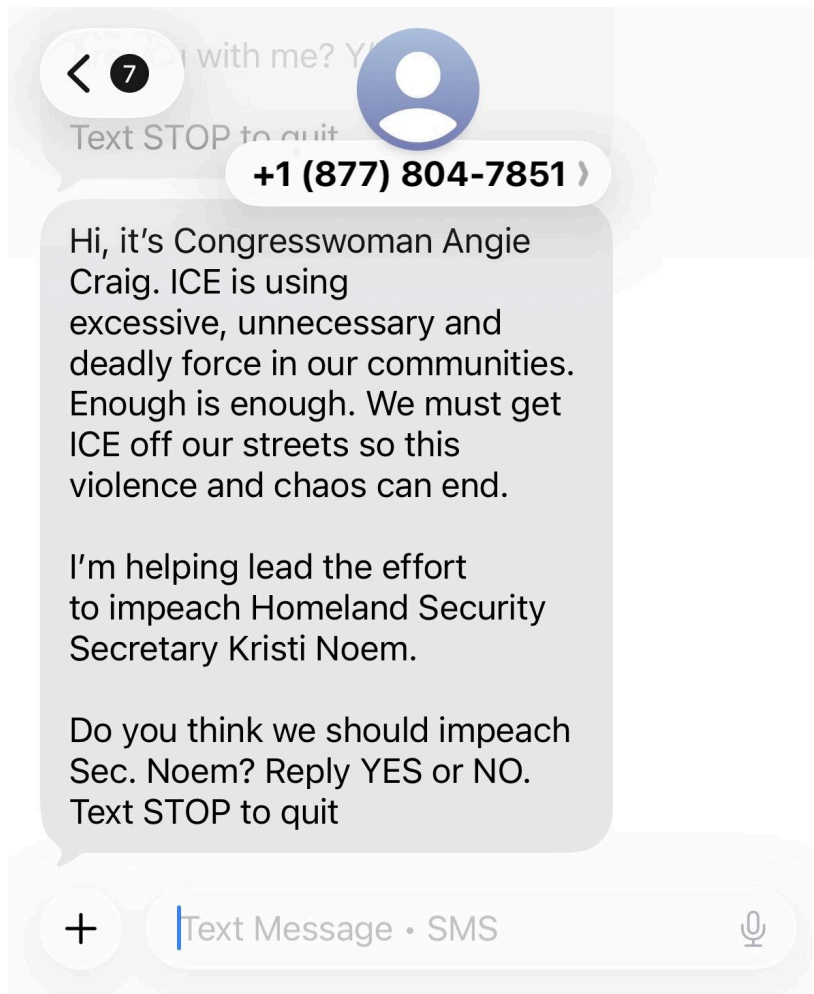 with me? Y
7
Text STOP to quit
+1 (877) 804-7851
Hi, it’s Congresswoman Angie
Craig. ICE is using
excessive, unnecessary and
deadly force in our communities.
Enough is enough. We must get
ICE off our streets so this
violence and chaos can end.
I’m helping lead the effort
to impeach Homeland Security
Secretary Kristi Noem.
Do you think we should impeach
Sec. Noem? Reply YES or NO.
Text STOP to quit
Text Message • SMS